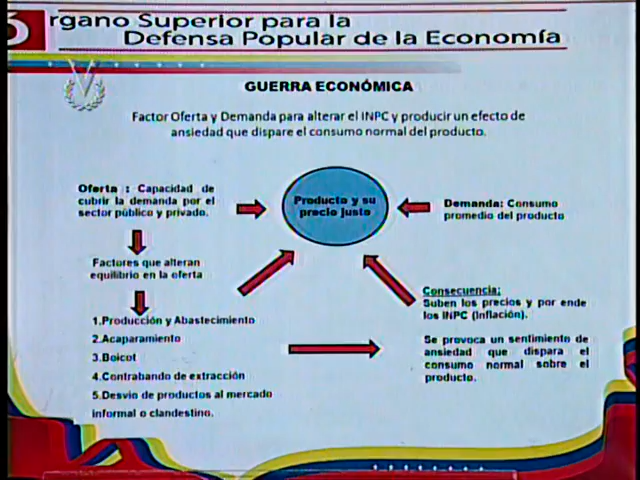 Órgano Superior para la
Defensa Popular de la Economía
GUERRA ECONÓMICA
Factor Oferta y Demanda para alterar el INPC y producir un efecto de
ansiedad que dispare el consumo normal del producto.
Oferta : Capacidad de
cubrir la demanda por el
sector público y privado.
Producto y su
precio justo
Demanda: Consumo
promedio del producto
Factores que alteran
equilibrio en la oferta
1.Producción y Abastecimiento
2.Acaparamiento
3.Boicot
4.Contrabando de extracción
5.Desvio de productos al mercado
informal o clandestino.
Consecuencia:
Suben los precios y por ende
los INPC (Inflación).
Se provoca un sentimiento de
ansiedad que dispara el
consumo normal sobre el
producto.